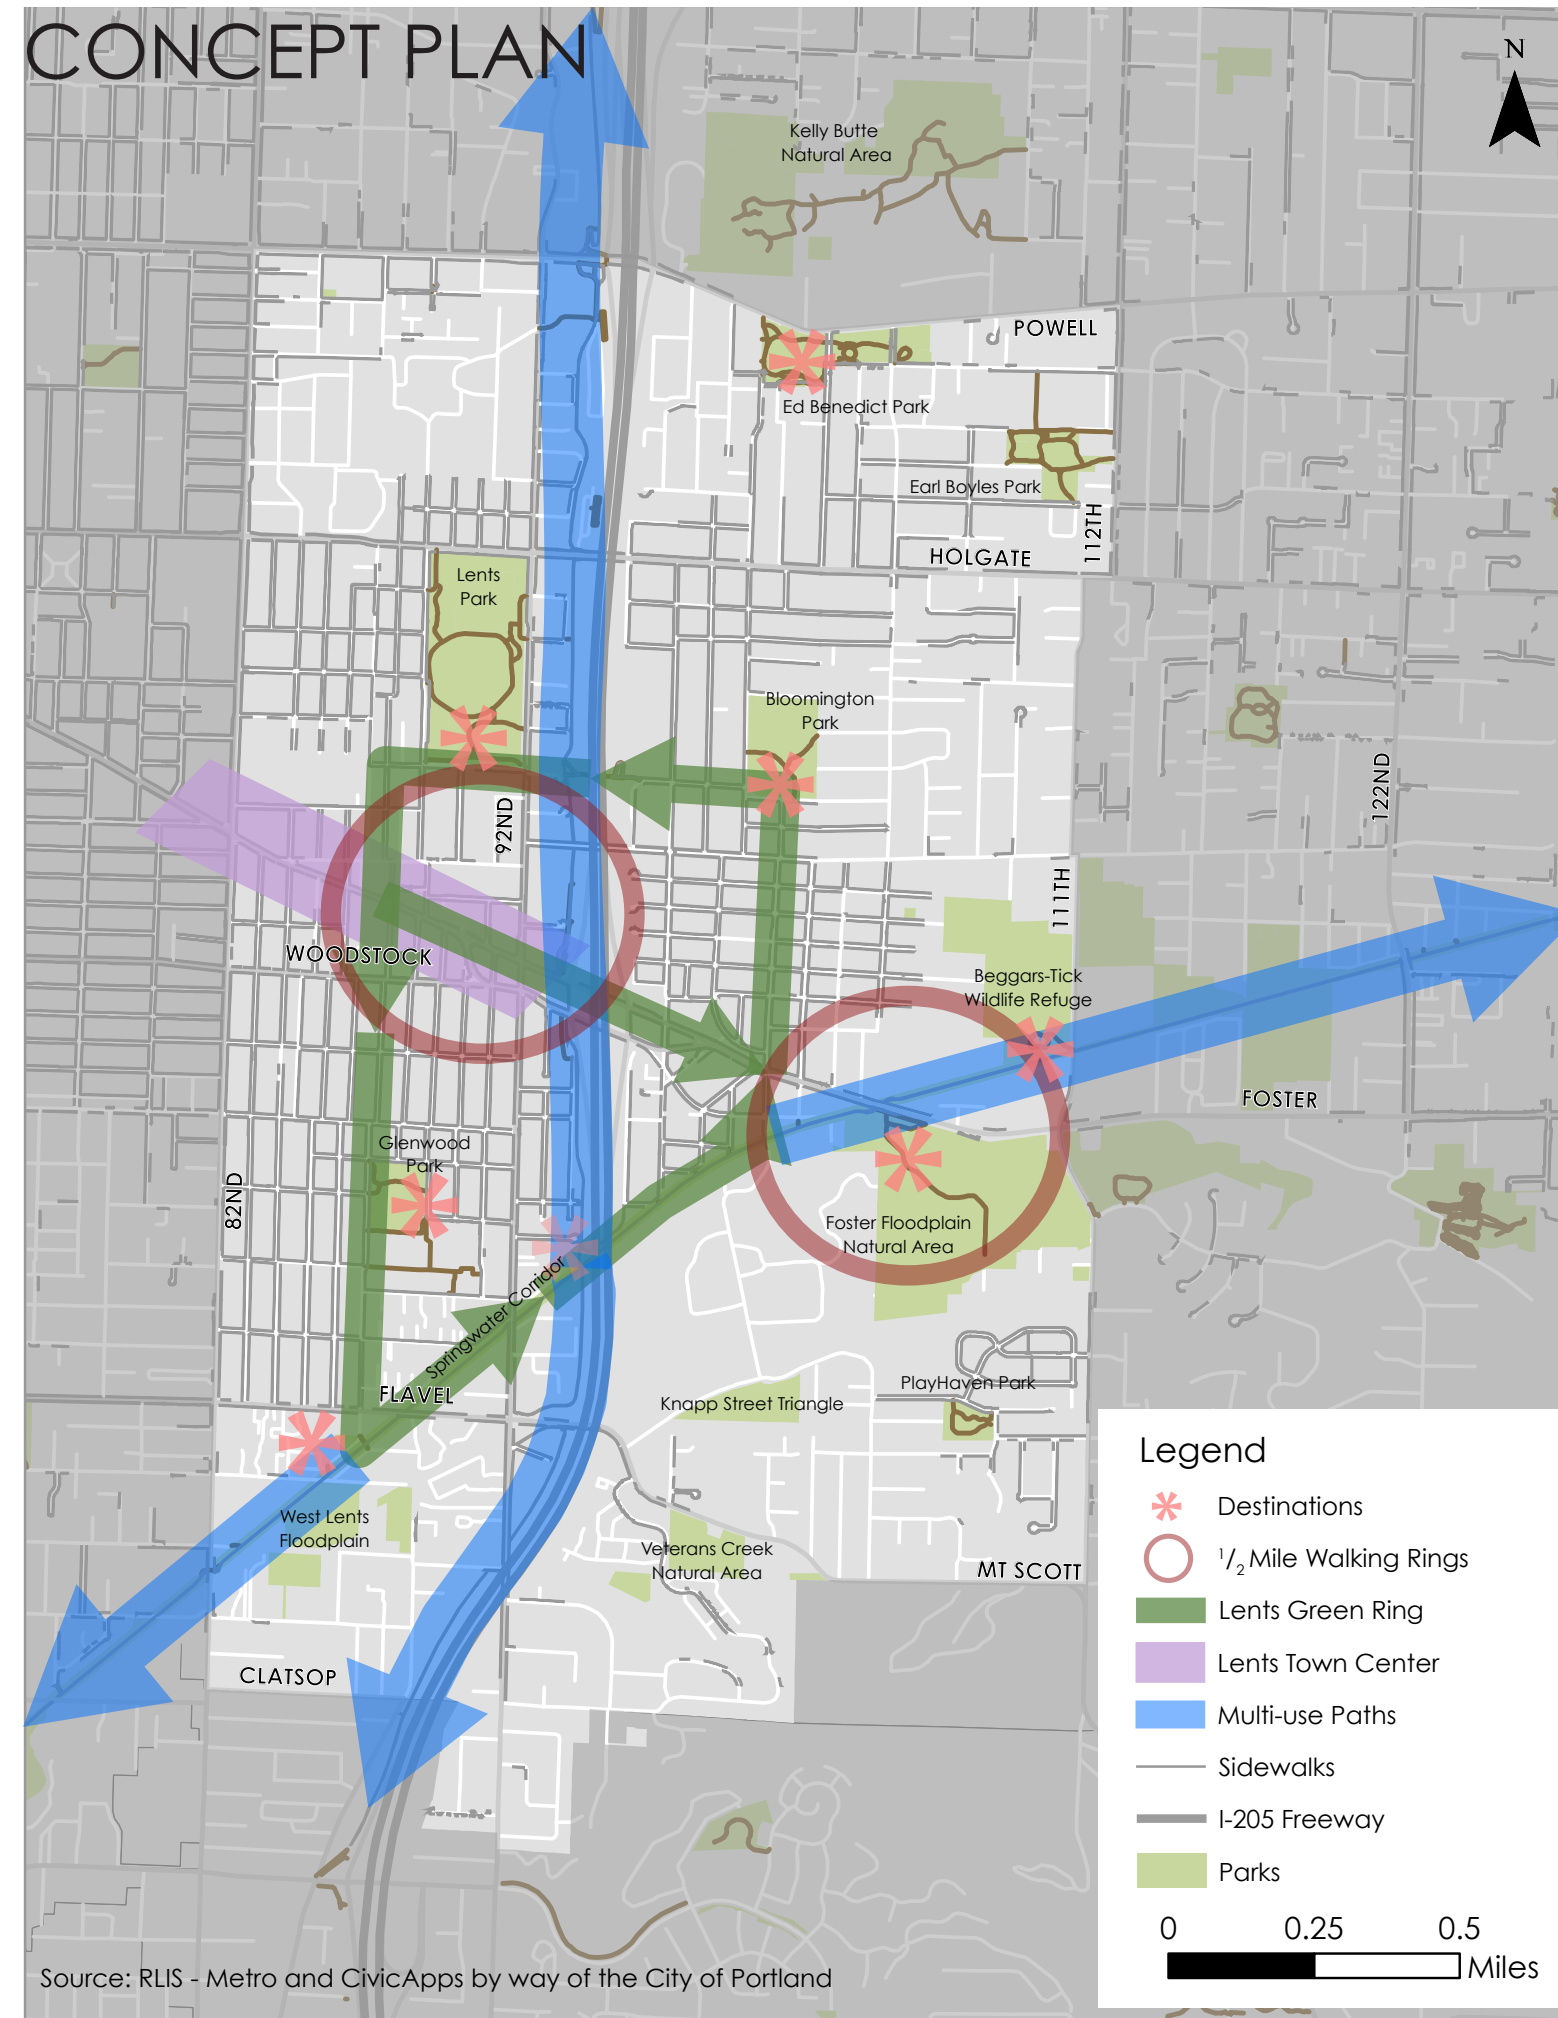 CONCEPT PLAN
N
Kelly Butte
Natural Area
POWELL
Ed Benedict Park
Earl Boyles Park
112TH
HOLGATE
Lents
Park
Bloomington
Park
122ND
92ND
111TH
WOODSTOCK
Beggars-Tick
Wildlife Refuge
FOSTER
Glenwood
Park
82ND
Foster Floodplain
Natural Area
Springwater Corridor
FLAVEL
Knapp Street Triangle
PlayHaven Park
West Lents
Floodplain
Veterans Creek
Natural Area
MT SCOTT
CLATSOP
Legend
Destinations
1/2 Mile Walking Rings
Lents Green Ring
Lents Town Center
Multi-use Paths
Sidewalks
I-205 Freeway
Parks
0 0.25 0.5
Miles
Source: RLIS - Metro and CivicApps by way of the City of Portland